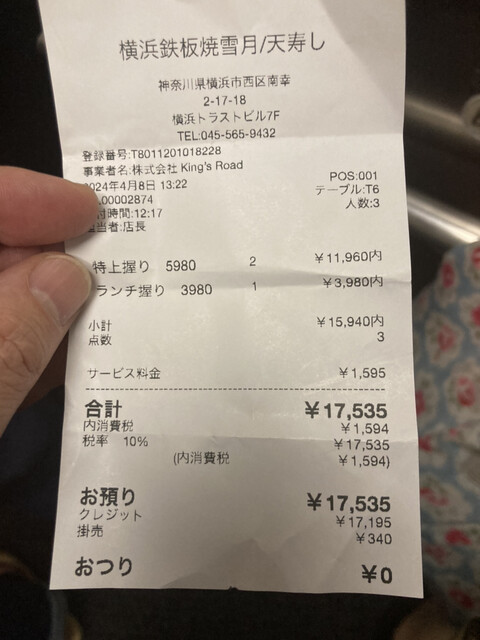 横浜鉄板焼雪月/天寿し
神奈川県横浜市西区南幸
2-17-18
横浜トラストビル7F
TEL:045-565-9432
登録番号:T8011201018228
事業者名:株式会社 King's Road
2024年4月8日 13:22 POS:001
.00002874 テーブル:T6
付時間:12:17 人数:3
当者:店長
特上握り 5980 2 ¥11,960内
ランチ握り 3980 1 ¥3,980内
小計 ¥15,940内
点数 3
サービス料金 ¥1,595
合計 ¥17,535
内消費税 ¥1,594
税率 10% ¥17,535
(内消費税 ¥1,594)
お預り ¥17,535
クレジット ¥17,195
掛売 ¥340
おつり ¥0